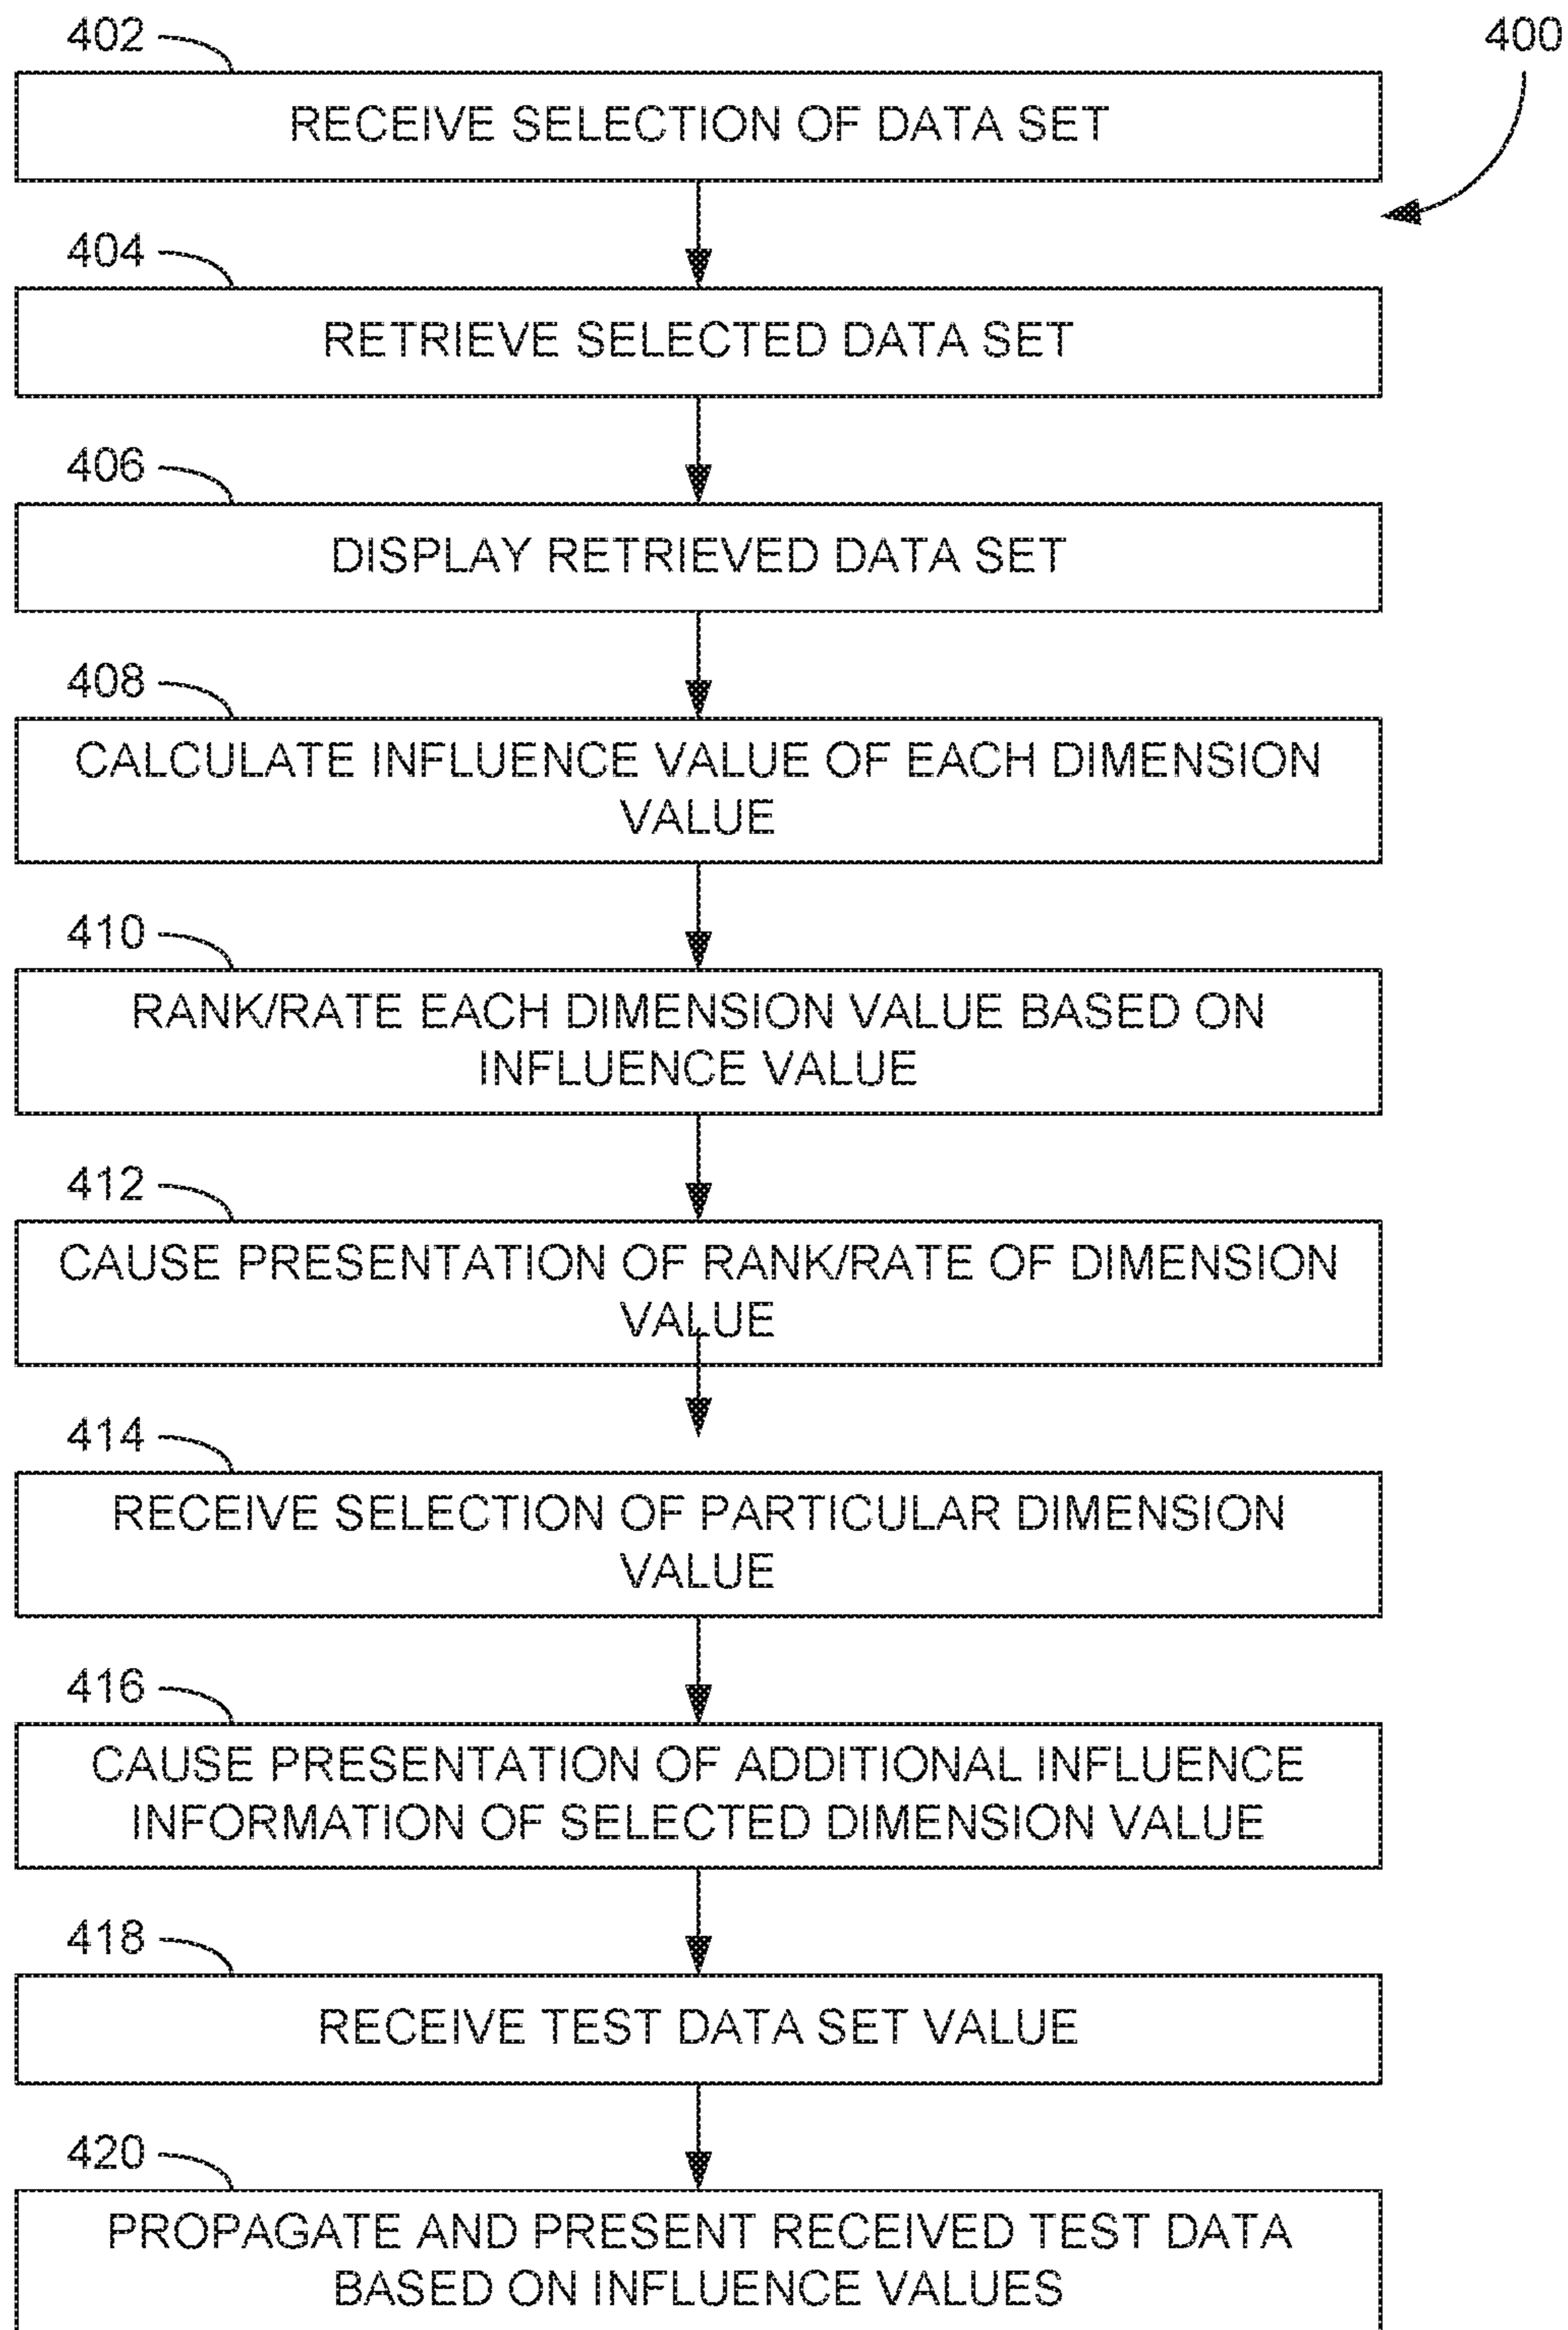 402
400
RECEIVE SELECTION OF DATA SET
404
RETRIEVE SELECTED DATA SET
406
DISPLAY RETRIEVED DATA SET
408
CALCULATE INFLUENCE VALUE OF EACH DIMENSION
VALUE
410
RANK/RATE EACH DIMENSION VALUE BASED ON
INFLUENCE VALUE
412
CAUSE PRESENTATION OF RANK/RATE OF DIMENSION
VALUE
414
RECEIVE SELECTION OF PARTICULAR DIMENSION
VALUE
416
CAUSE PRESENTATION OF ADDITIONAL INFLUENCE
INFORMATION OF SELECTED DIMENSION VALUE
418
RECEIVE TEST DATA SET VALUE
420
PROPAGATE AND PRESENT RECEIVED TEST DATA
BASED ON INFLUENCE VALUES